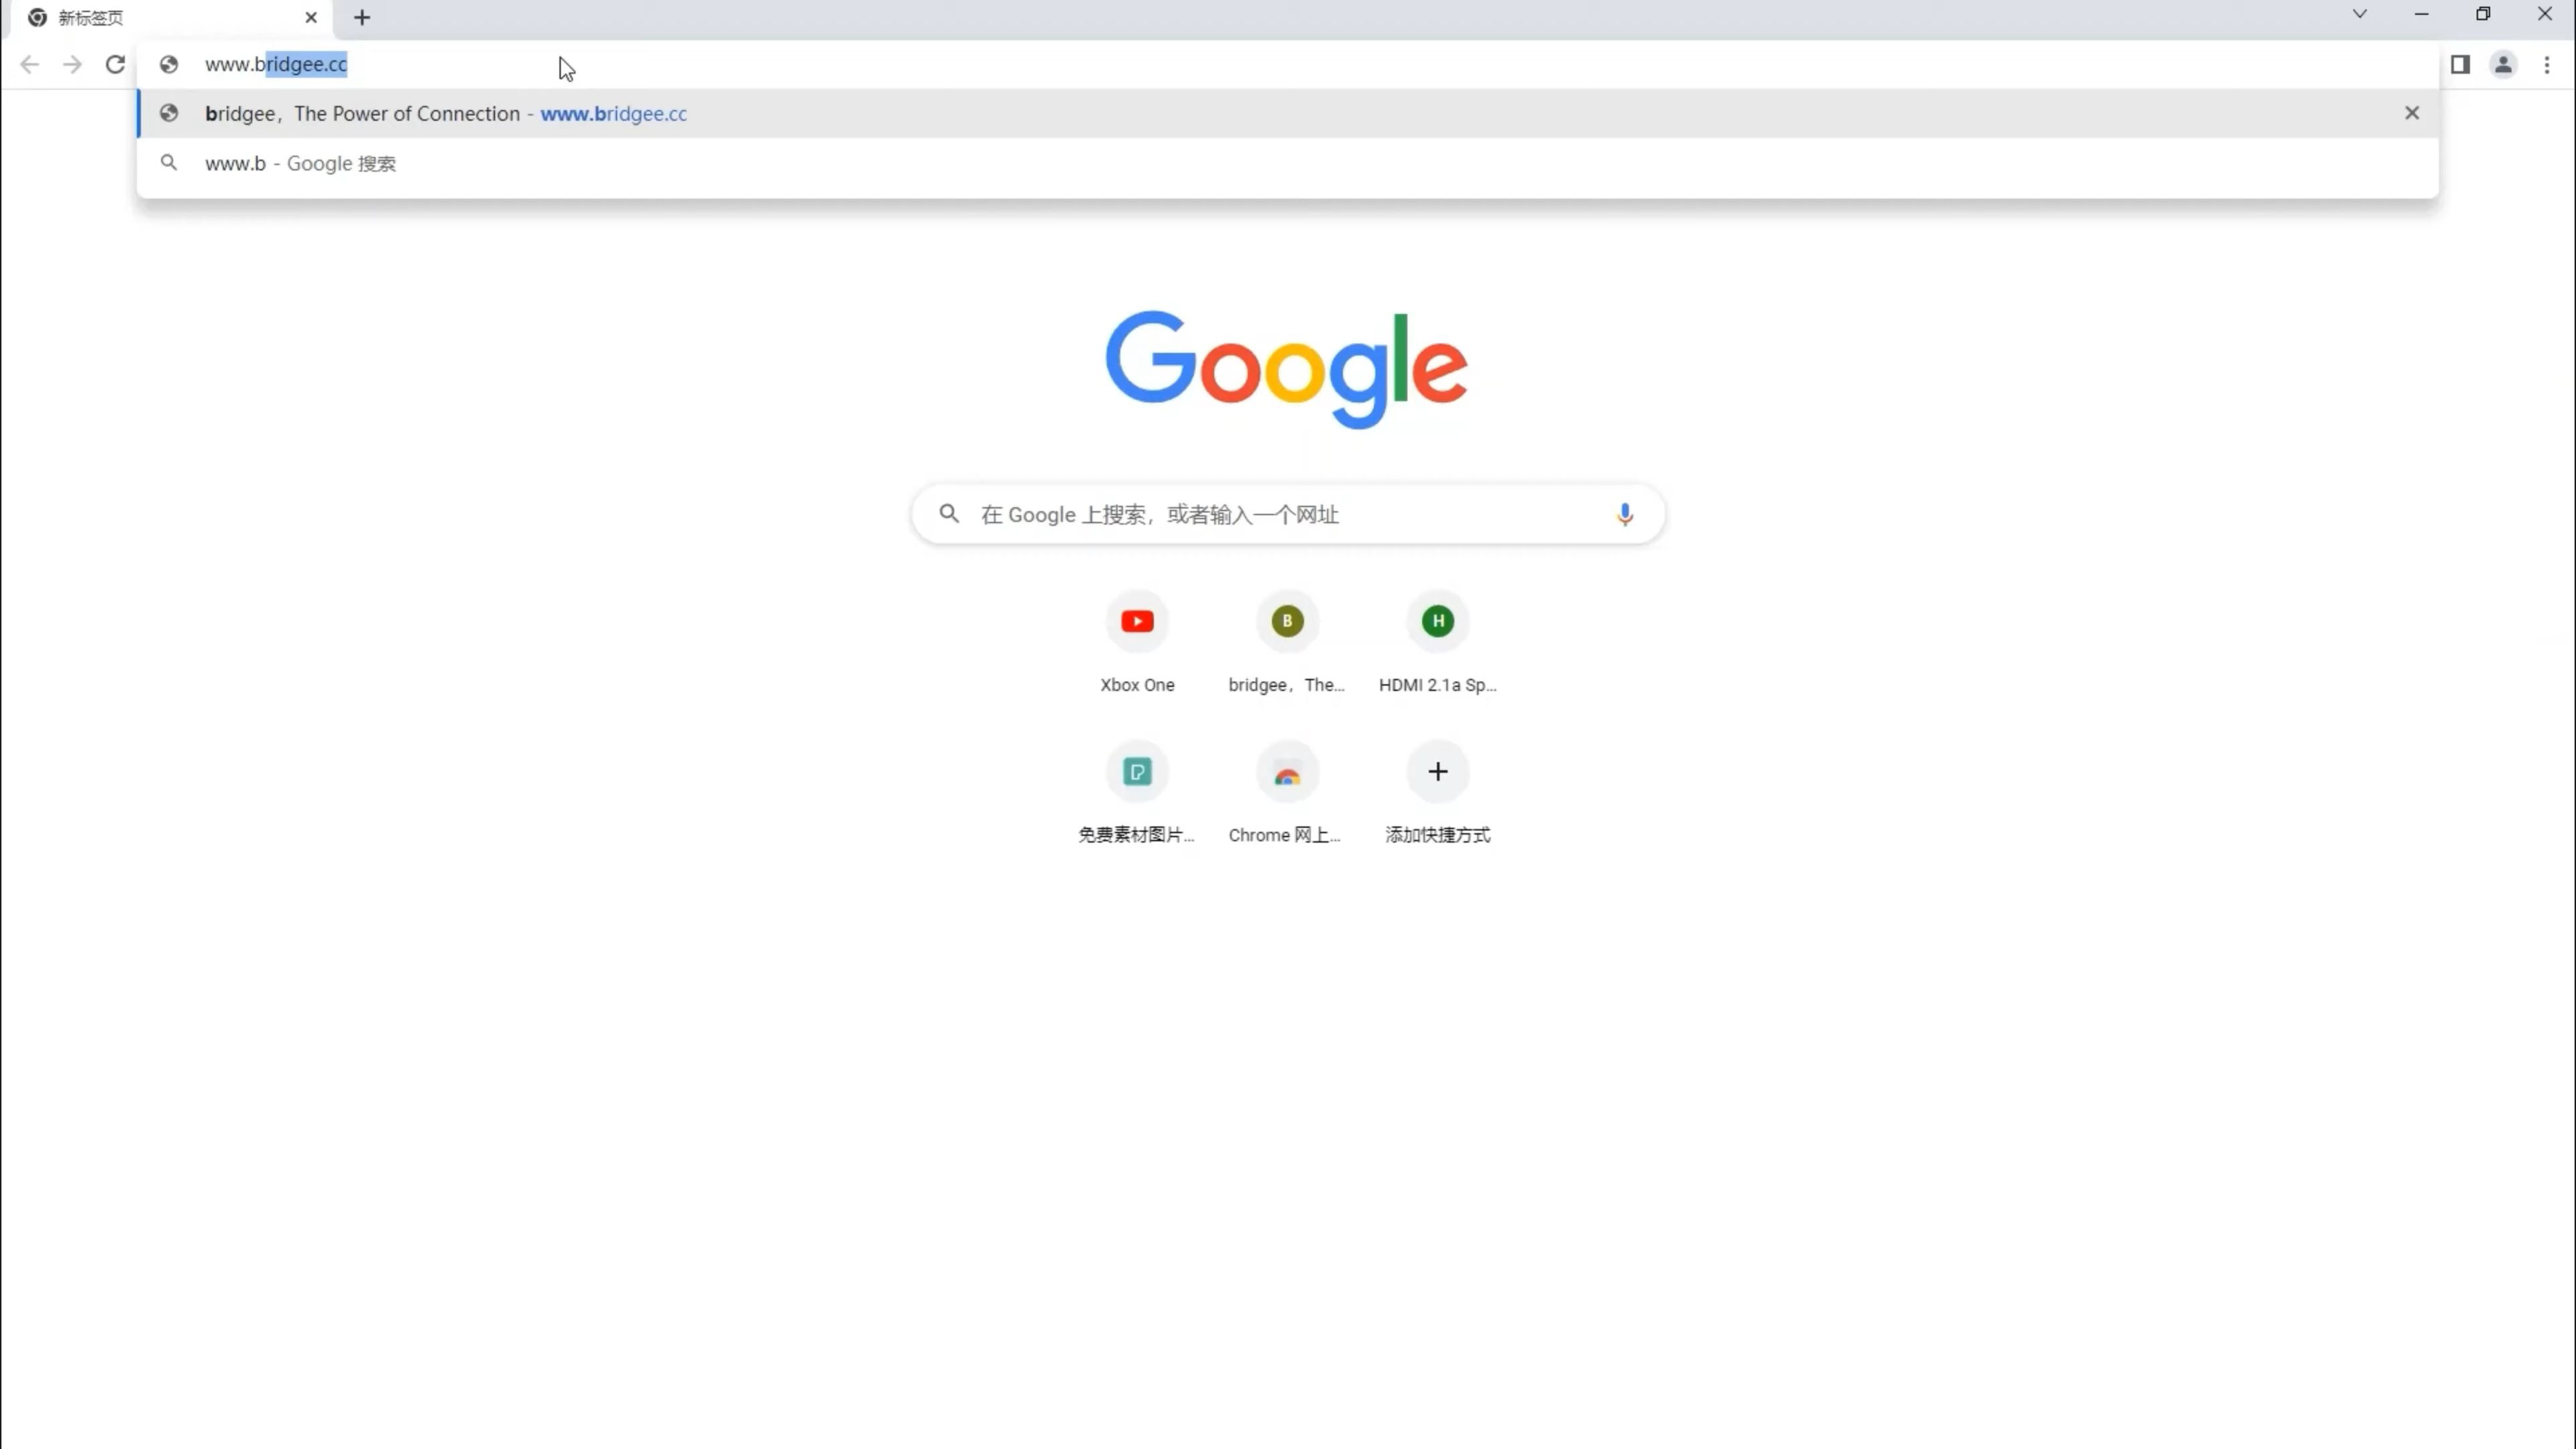 新标签页
www.bridgee.cc
bridgee，The Power of Connection - www.bridgee.cc
www.b - Google 搜索
Google
在 Google 上搜索，或者输入一个网址
B
H
Xbox One
bridgee，The...
HDMI 2.1a Sp...
免费素材图片...
Chrome 网上...
添加快捷方式